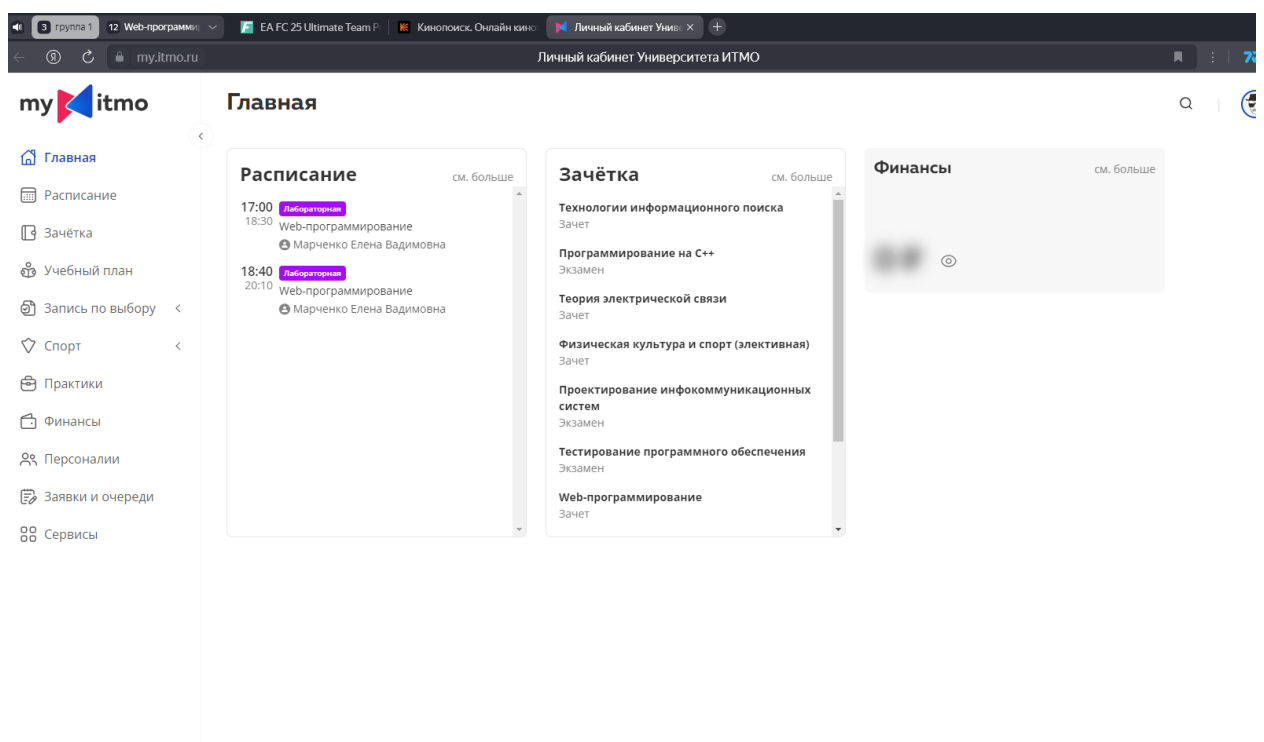 3 группа 1
12 Web-программи
EA FC 25 Ultimate Team P
Кинопоиск. Онлайн кино
Личный кабинет Униве
my.itmo.ru
Личный кабинет Университета ИТМО
my itmo
Главная
Главная
Расписание
Зачётка
Учебный план
Запись по выбору
Спорт
Практики
Финансы
Персоналии
Заявки и очереди
Сервисы
Расписание
см. больше
17:00 Лабораторная
18:30 Web-программирование
Марченко Елена Вадимовна
18:40 Лабораторная
20:10 Web-программирование
Марченко Елена Вадимовна
Зачётка
см. больше
Технологии информационного поиска
Зачет
Программирование на C++
Экзамен
Теория электрической связи
Зачет
Физическая культура и спорт (элективная)
Зачет
Проектирование инфокоммуникационных
систем
Экзамен
Тестирование программного обеспечения
Экзамен
Web-программирование
Зачет
Финансы
см. больше